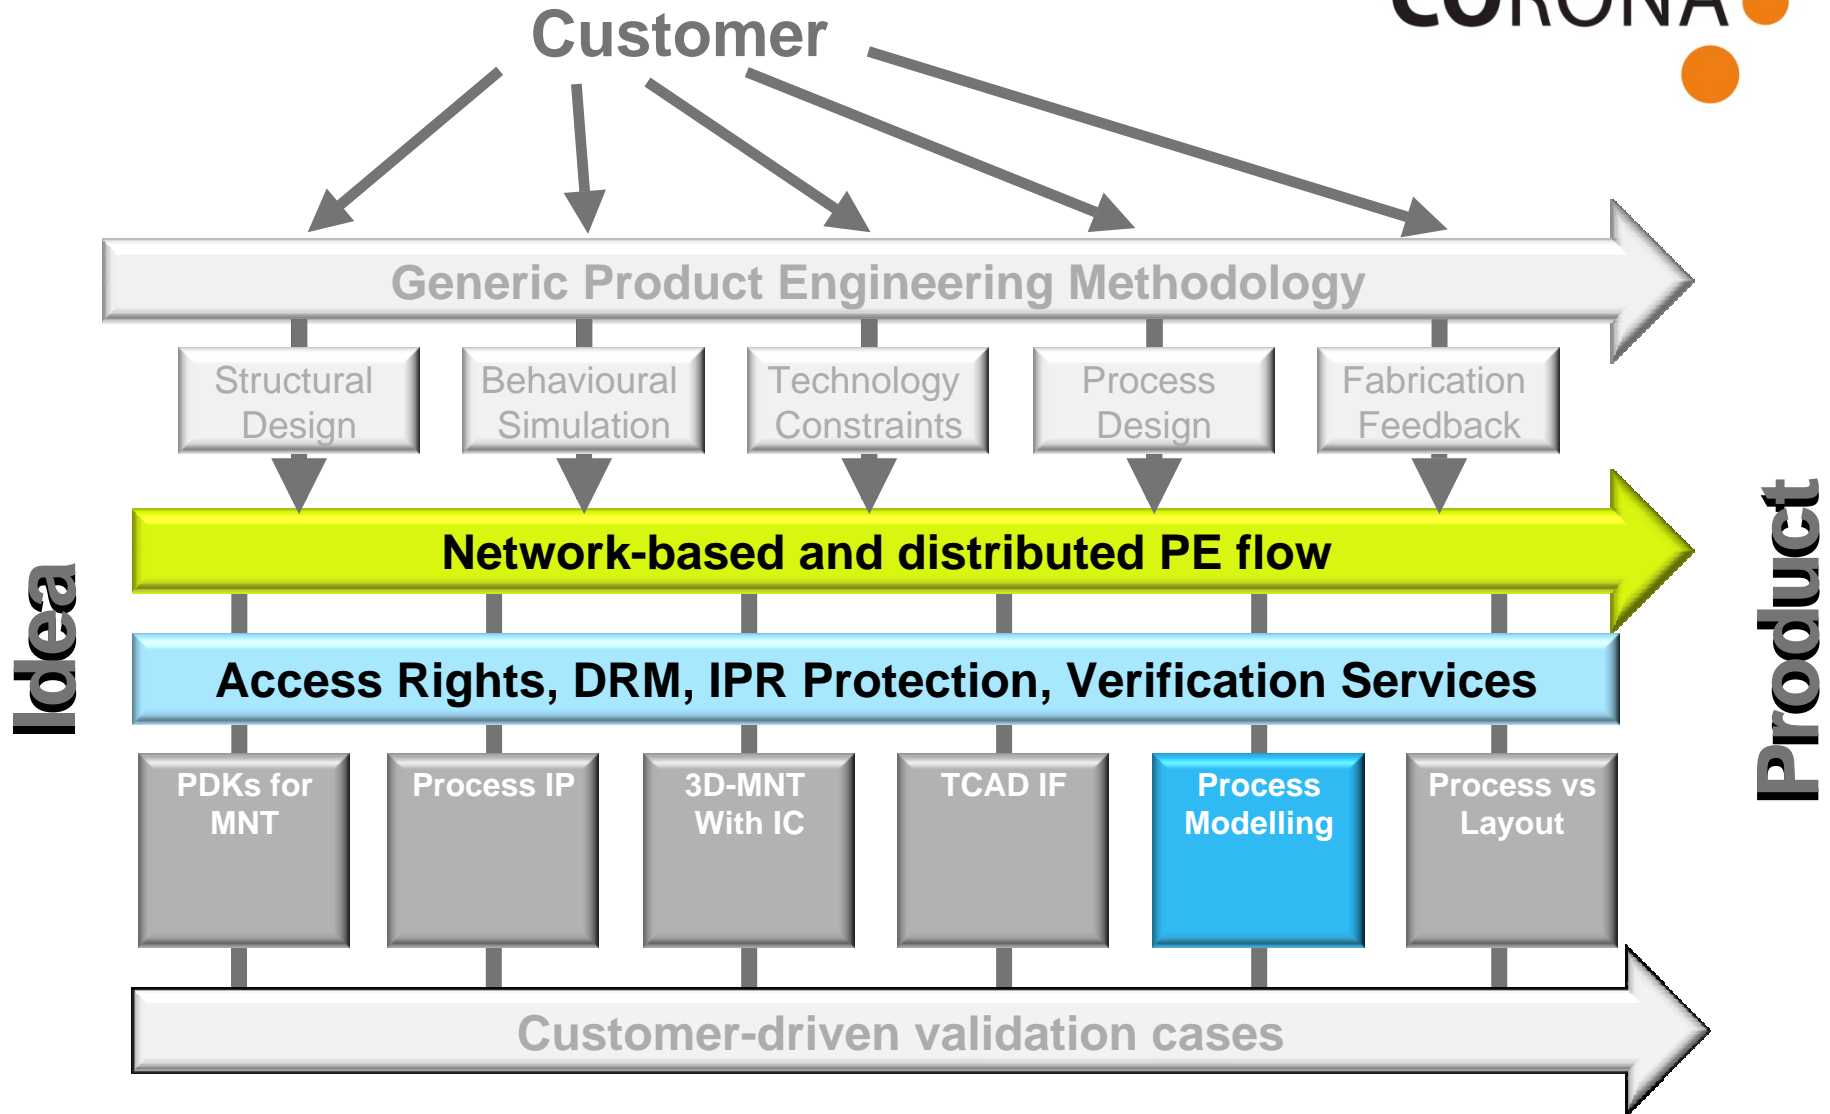 CORONA
Customer
Generic Product Engineering Methodology
Structural
Design
Behavioural
Simulation
Technology
Constraints
Process
Design
Fabrication
Feedback
Network-based and distributed PE flow
Idea
Product
Access Rights, DRM, IPR Protection, Verification Services
PDKs for
MNT
Process IP
3D-MNT
With IC
TCAD IF
Process
Modelling
Process vs
Layout
Customer-driven validation cases